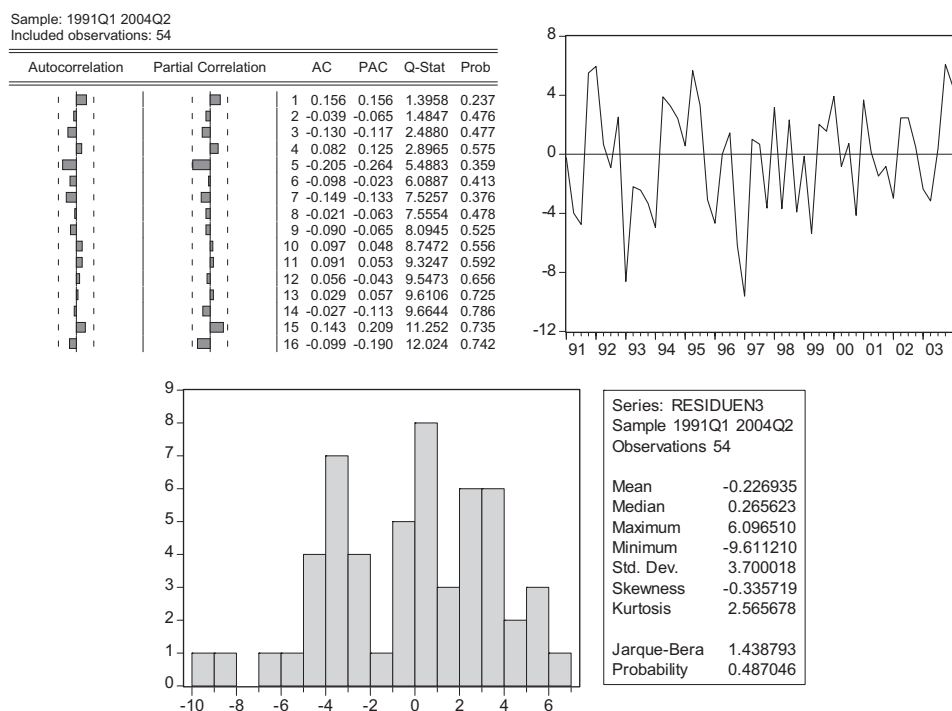 Sample: 1991Q1 2004Q2
Included observations: 54
Autocorrelation Partial Correlation AC PAC Q-Stat Prob
1 0.156 0.156 1.3958 0.237
2 -0.039 -0.065 1.4847 0.476
3 -0.130 -0.117 2.4880 0.477
4 0.082 0.125 2.8965 0.575
5 -0.205 -0.264 5.4883 0.359
6 -0.098 -0.023 6.0887 0.413
7 -0.149 -0.133 7.5257 0.376
8 -0.021 -0.063 7.5554 0.478
9 -0.090 -0.065 8.0945 0.525
10 0.097 0.048 8.7472 0.556
11 0.091 0.053 9.3247 0.592
12 0.056 -0.043 9.5473 0.656
13 0.029 0.057 9.6106 0.725
14 -0.027 -0.113 9.6644 0.786
15 0.143 0.209 11.252 0.735
16 -0.099 -0.190 12.024 0.742
8
4
0
-4
-8
-12
91 92 93 94 95 96 97 98 99 00 01 02 03
9
8
7
6
5
4
3
2
1
0
-10 -8 -6 -4 -2 0 2 4 6
Series: RESIDUEN3
Sample 1991Q1 2004Q2
Observations 54
Mean -0.226935
Median 0.265623
Maximum 6.096510
Minimum -9.611210
Std. Dev. 3.700018
Skewness -0.335719
Kurtosis 2.565678
Jarque-Bera 1.438793
Probability 0.487046